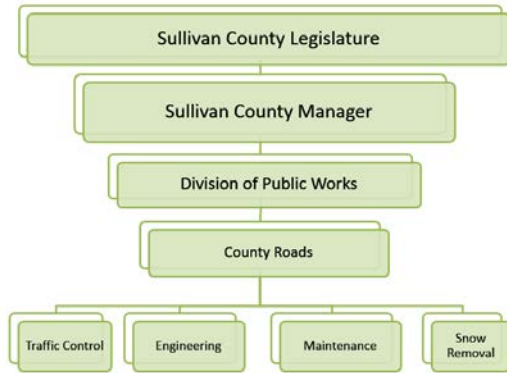 Sullivan County Legislature
Sullivan County Manager
Division of Public Works
County Roads
Traffic Control
Engineering
Maintenance
Snow
Removal